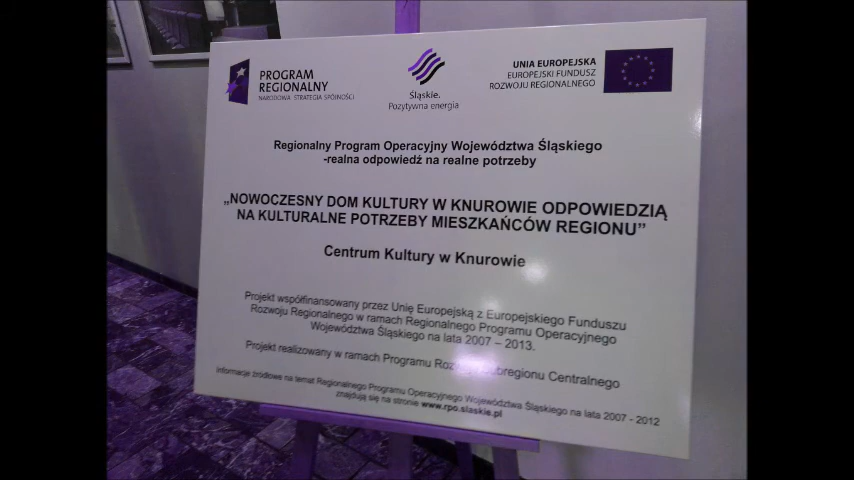 PROGRAM
REGIONALNY
NARODOWA STRATEGIA SPÓJNOŚCI
Śląskie.
Pozytywna energia
UNIA EUROPEJSKA
EUROPEJSKI FUNDUSZ
ROZWOJU REGIONALNEGO
Regionalny Program Operacyjny Województwa Śląskiego
-realna odpowiedź na realne potrzeby
„NOWOCZESNY DOM KULTURY W KNUROWIE ODPOWIEDZIĄ
NA KULTURALNE POTRZEBY MIESZKAŃCÓW REGIONU”
Centrum Kultury w Knurowie
Projekt współfinansowany przez Unię Europejską z Europejskiego Funduszu
Rozwoju Regionalnego w ramach Regionalnego Programu Operacyjnego
Województwa Śląskiego na lata 2007 – 2013.
Projekt realizowany w ramach Programu Subregionu Centralnego
Informacje źródłowe na temat Regionalnego Programu Operacyjnego Województwa Śląskiego na lata 2007 - 2012
znajdują się na stronie www.rpo.slaskie.pl